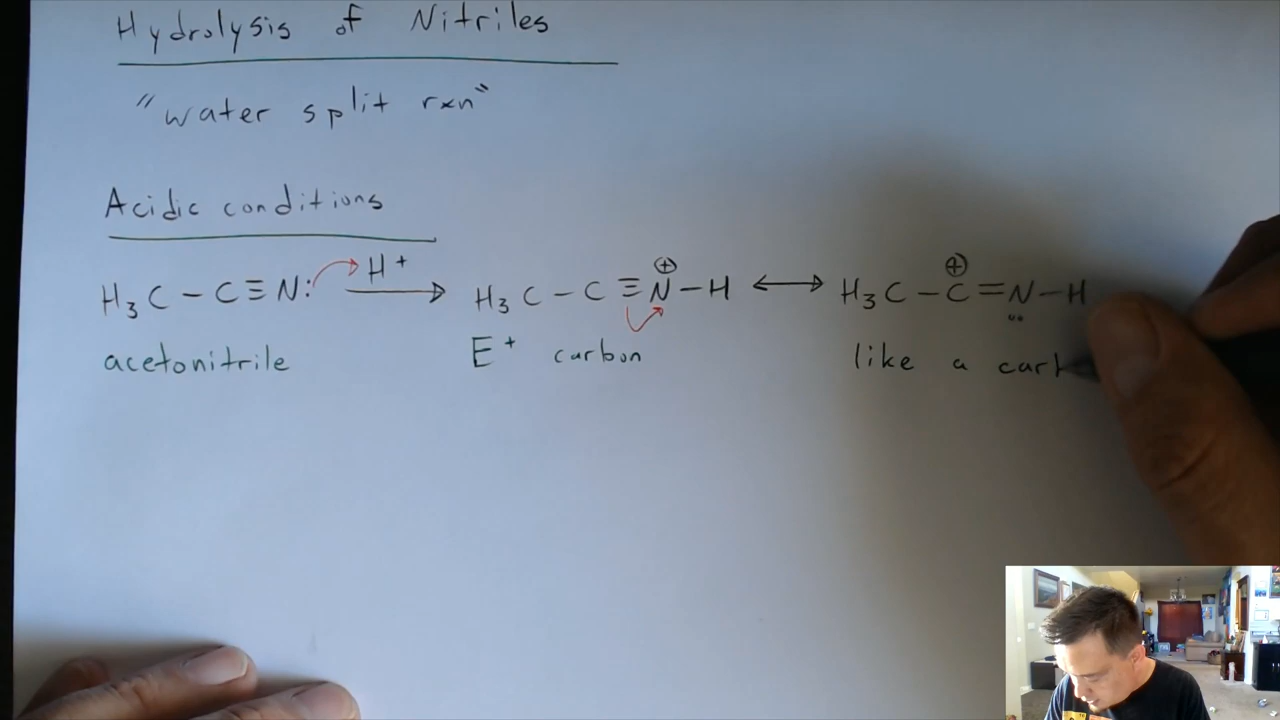 Hydrolysis of Nitriles
"water split rxn"
Acidic conditions
H₃C – C ≡ N: H⁺ → H₃C – C ≡ N⊕ – H ⟷ H₃C – C⊕ = N̤ – H
acetonitrile E⁺ carbon like a car